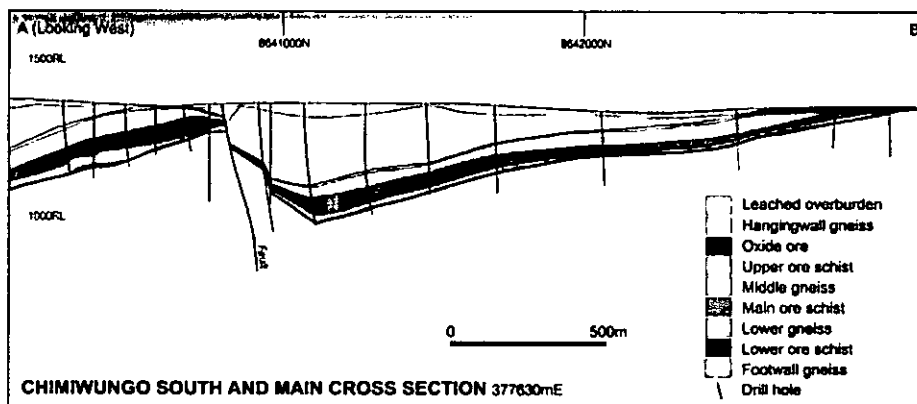 A (Looking West)
8641000N
8642000N
B
1500RL
1000RL
Fault
Leached overburden
Hangingwall gneiss
Oxide ore
Upper ore schist
Middle gneiss
Main ore schist
Lower gneiss
Lower ore schist
Footwall gneiss
Drill hole
0 500m
CHIMIWUNGO SOUTH AND MAIN CROSS SECTION 377630mE